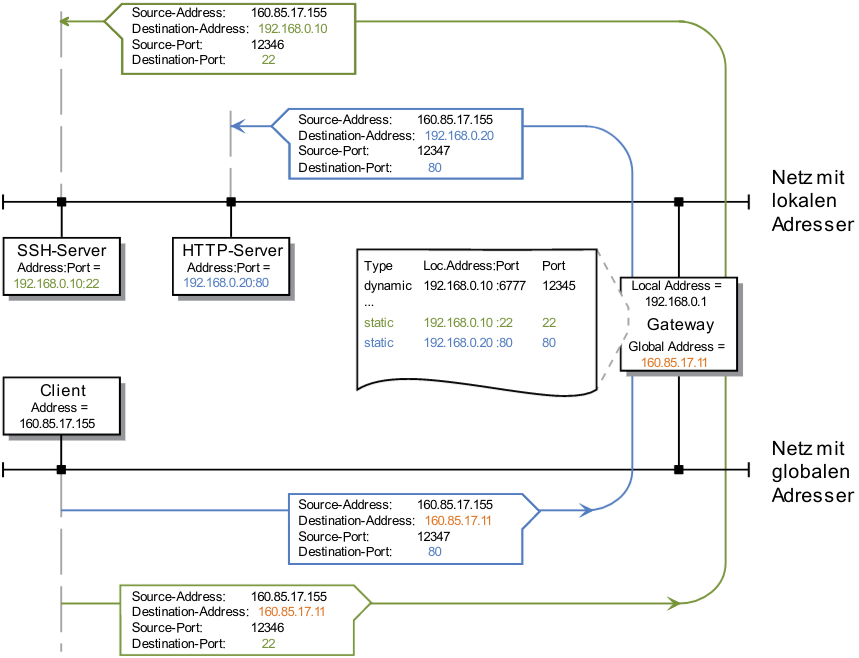 Source-Address: 160.85.17.155
Destination-Address: 192.168.0.10
Source-Port: 12346
Destination-Port: 22
Source-Address: 160.85.17.155
Destination-Address: 192.168.0.20
Source-Port: 12347
Destination-Port: 80
Netz mit
lokalen
Adresser
SSH-Server
Address:Port =
192.168.0.10:22
HTTP-Server
Address:Port =
192.168.0.20:80
Type Loc.Address:Port Port
dynamic 192.168.0.10 :6777 12345
...
static 192.168.0.10 :22 22
static 192.168.0.20 :80 80
Local Address =
192.168.0.1
Gateway
Global Address =
160.85.17.11
Client
Address =
160.85.17.155
Netz mit
globalen
Adresser
Source-Address: 160.85.17.155
Destination-Address: 160.85.17.11
Source-Port: 12347
Destination-Port: 80
Source-Address: 160.85.17.155
Destination-Address: 160.85.17.11
Source-Port: 12346
Destination-Port: 22